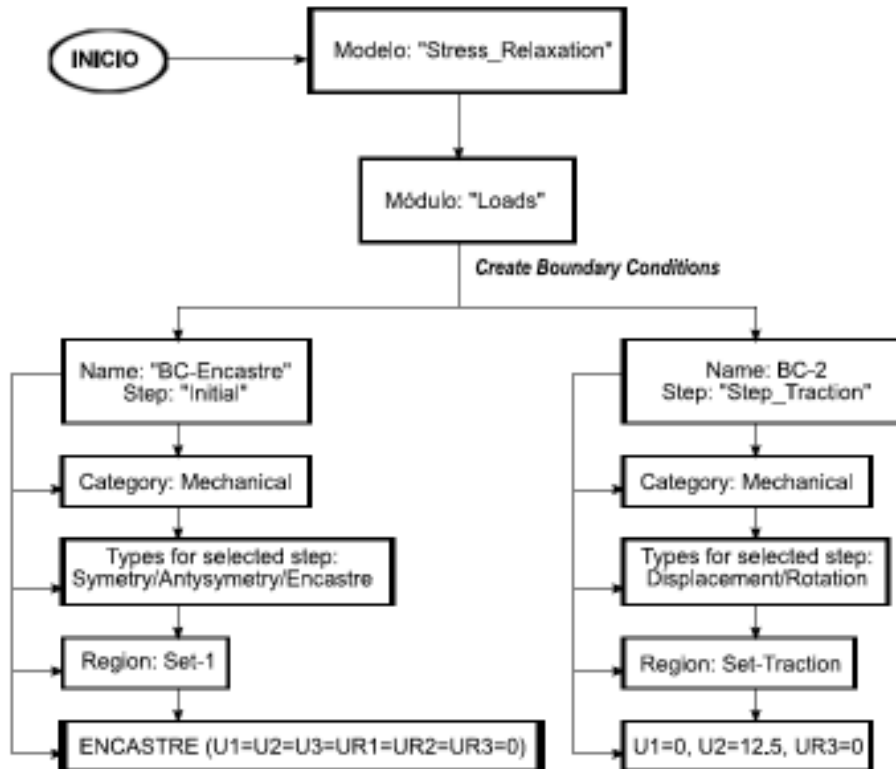 INICIO
Modelo: "Stress_Relaxation"
Módulo: "Loads"
Create Boundary Conditions
Name: "BC-Encastre"
Step: "Initial"
Category: Mechanical
Types for selected step:
Symetry/Antysymetry/Encastre
Region: Set-1
ENCASTRE (U1=U2=U3=UR1=UR2=UR3=0)
Name: BC-2
Step: "Step_Traction"
Category: Mechanical
Types for selected step:
Displacement/Rotation
Region: Set-Traction
U1=0, U2=12.5, UR3=0